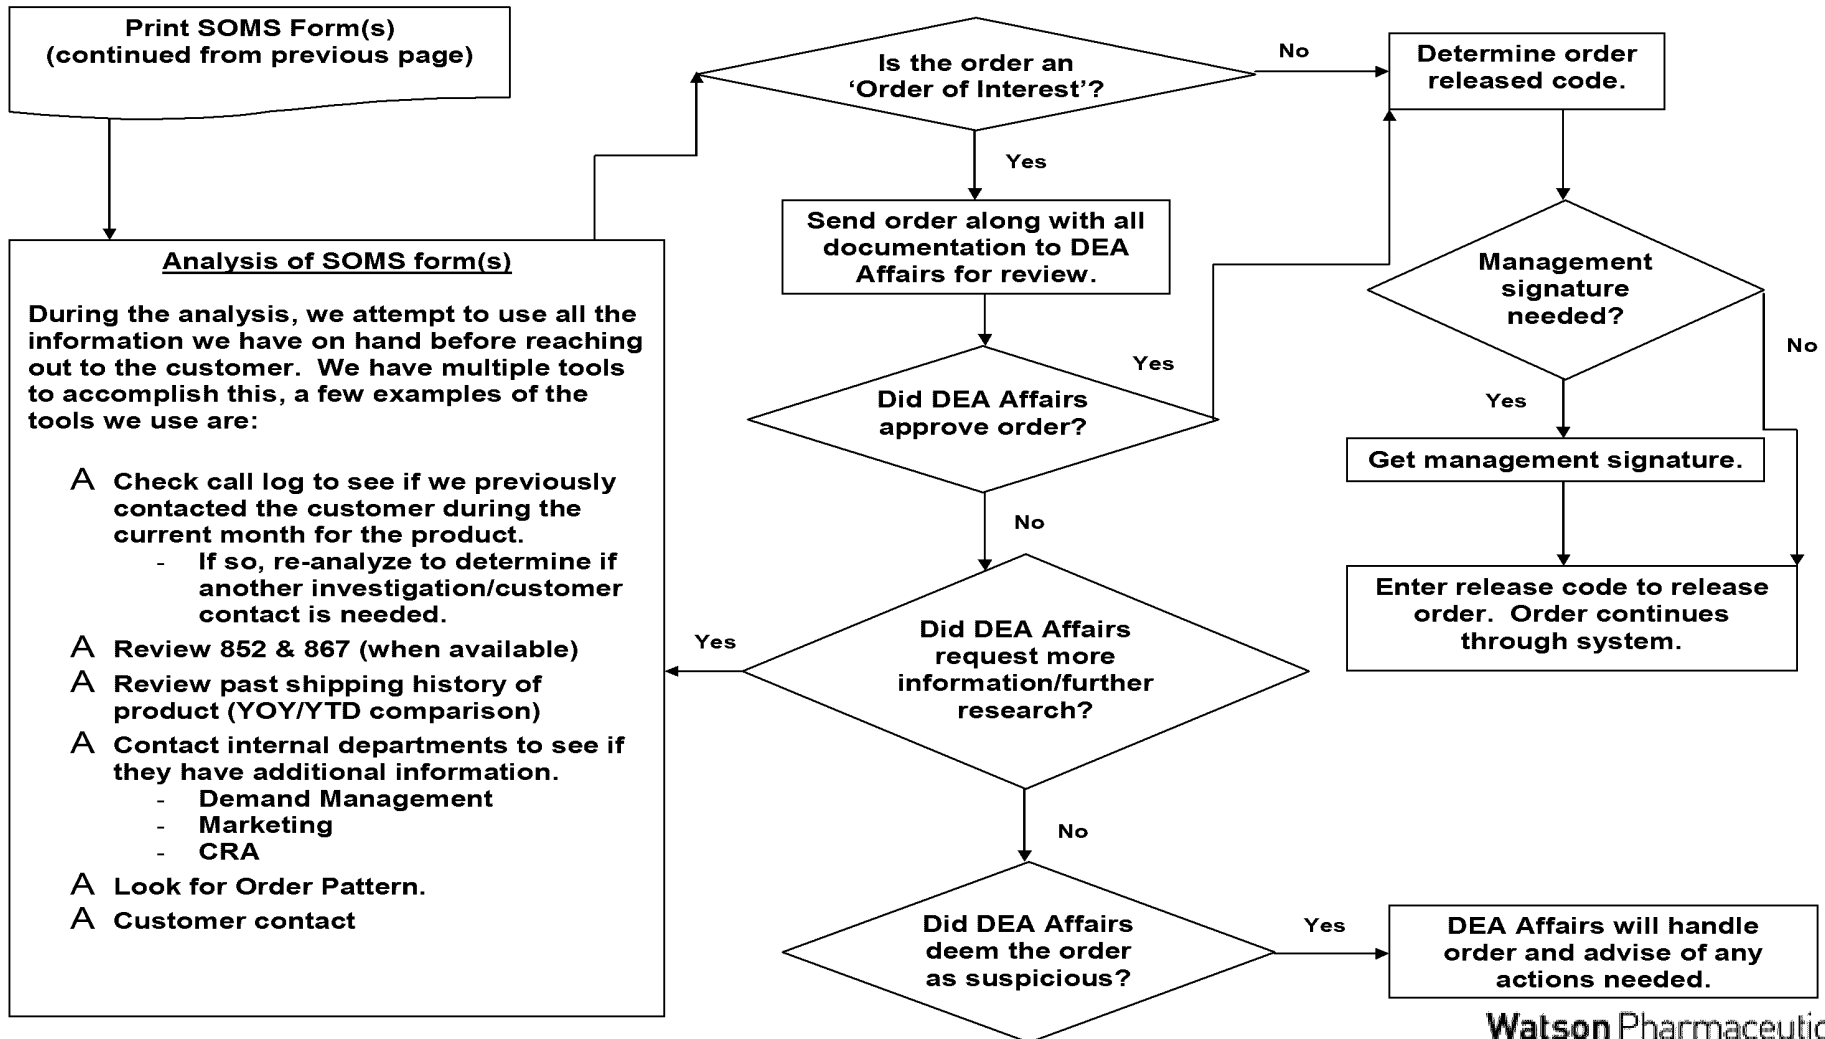 Print SOMS Form(s)
(continued from previous page)
Analysis of SOMS form(s)
During the analysis, we attempt to use all the
information we have on hand before reaching
out to the customer.  We have multiple tools
to accomplish this, a few examples of the
tools we use are:
A Check call log to see if we previously
contacted the customer during the
current month for the product.
- If so, re-analyze to determine if
another investigation/customer
contact is needed.
A Review 852 & 867 (when available)
A Review past shipping history of
product (YOY/YTD comparison)
A Contact internal departments to see if
they have additional information.
- Demand Management
- Marketing
- CRA
A Look for Order Pattern.
A Customer contact
Is the order an
‘Order of Interest’?
No
Yes
Send order along with all
documentation to DEA
Affairs for review.
Did DEA Affairs
approve order?
Yes
No
Did DEA Affairs
request more
information/further
research?
Yes
No
Did DEA Affairs
deem the order
as suspicious?
Yes
DEA Affairs will handle
order and advise of any
actions needed.
Determine order
released code.
Management
signature
needed?
No
Yes
Get management signature.
Enter release code to release
order.  Order continues
through system.
Watson Pharmaceutic